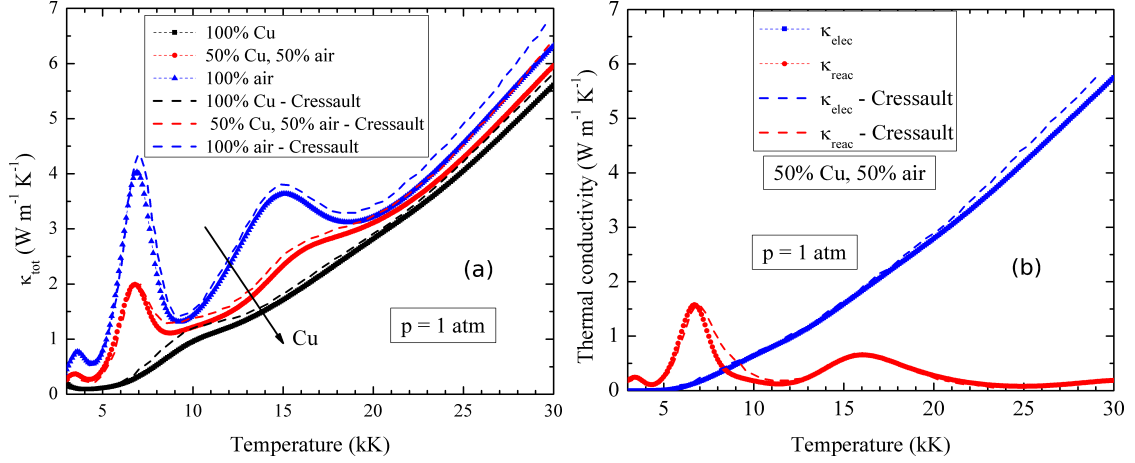 7
6
5
4
3
2
1
0
κtot (W m⁻¹ K⁻¹)
100% Cu
50% Cu, 50% air
100% air
100% Cu - Cressault
50% Cu, 50% air - Cressault
100% air - Cressault
(a)
Cu
p = 1 atm
5 10 15 20 25 30
Temperature (kK)
7
6
5
4
3
2
1
0
Thermal conductivity (W m⁻¹ K⁻¹)
κelec
κreac
κelec - Cressault
κreac - Cressault
50% Cu, 50% air
p = 1 atm
(b)
5 10 15 20 25 30
Temperature (kK)